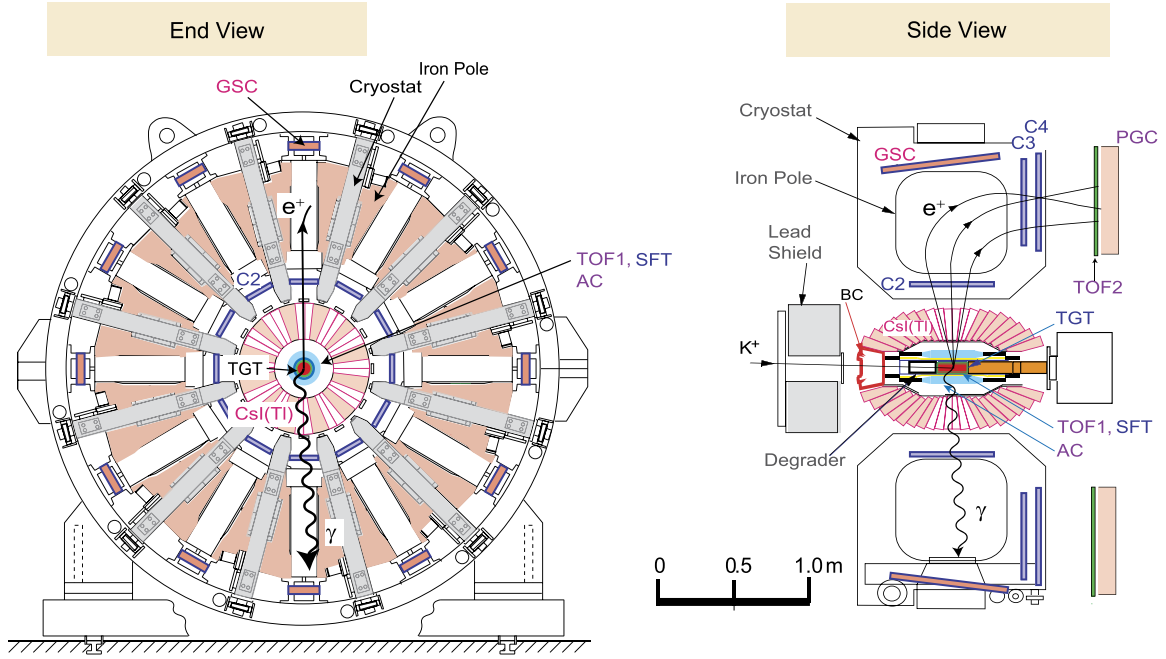 End View
Side View
GSC
Cryostat
Iron Pole
e+
C2
TOF1, SFT
AC
TGT
CsI(Tl)
γ
Cryostat
Iron Pole
Lead
Shield
GSC
C4
C3
PGC
e+
C2
TOF2
BC
CsI(Tl)
TGT
K+
TOF1, SFT
AC
Degrader
γ
0 0.5 1.0 m